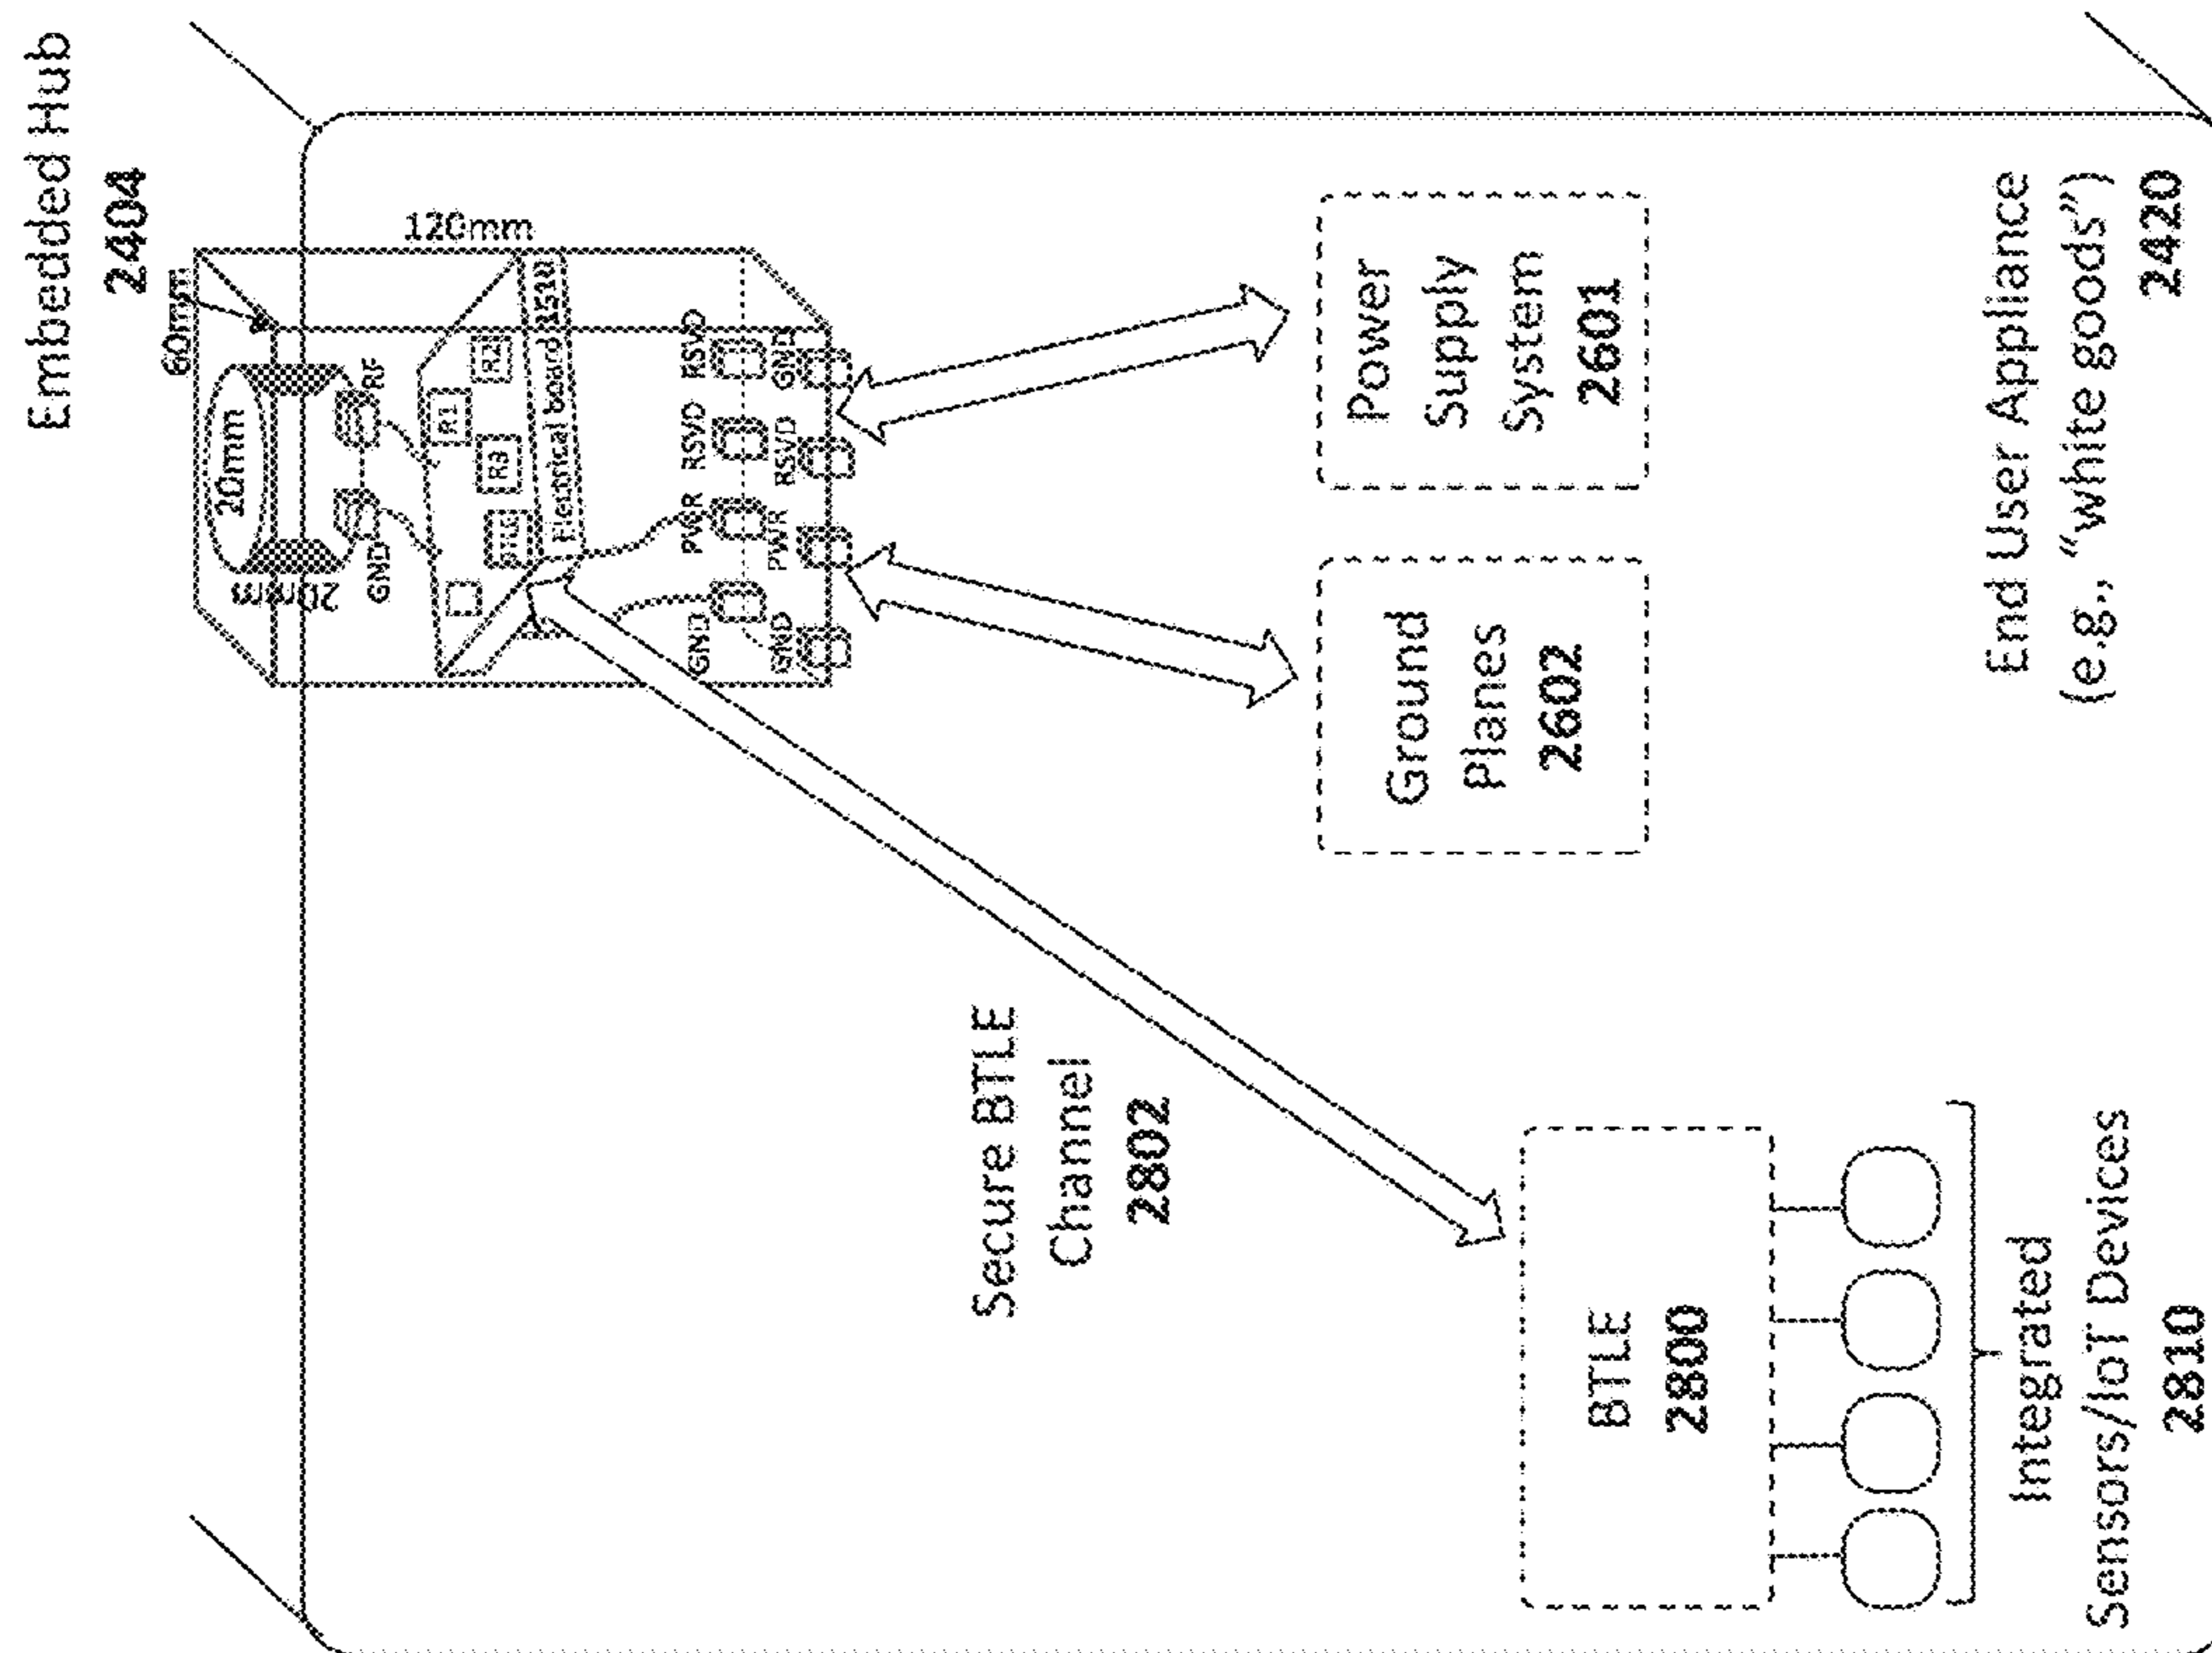 Embedded Hub
2404
60mm
120mm
20mm
20mm
GND
RF
R1
R2
R3
BTLE
Electrical board 1510
GND
PWR
RSVD
RSVD
GND
PWR
RSVD
GND
Secure BTLE
Channel
2802
Ground
Planes
2602
Power
Supply
System
2601
BTLE
2800
Integrated
Sensors/IoT Devices
2810
End User Appliance
(e.g., "white goods")
2420